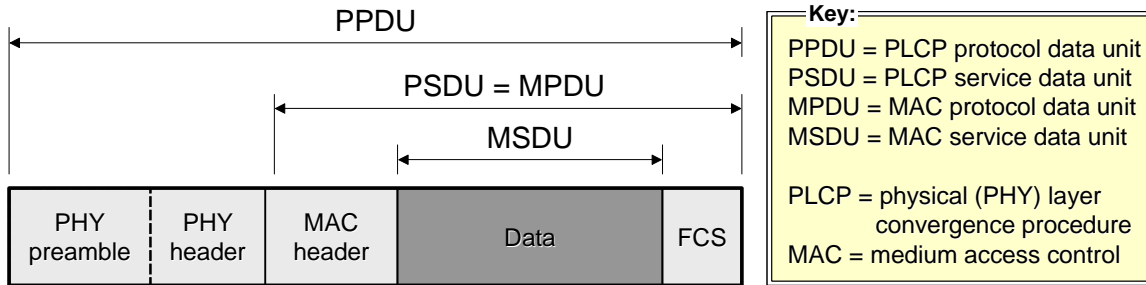 PPDU
PSDU = MPDU
MSDU
PHY preamble
PHY header
MAC header
Data
FCS
Key:
PPDU = PLCP protocol data unit
PSDU = PLCP service data unit
MPDU = MAC protocol data unit
MSDU = MAC service data unit
PLCP = physical (PHY) layer
convergence procedure
MAC = medium access control